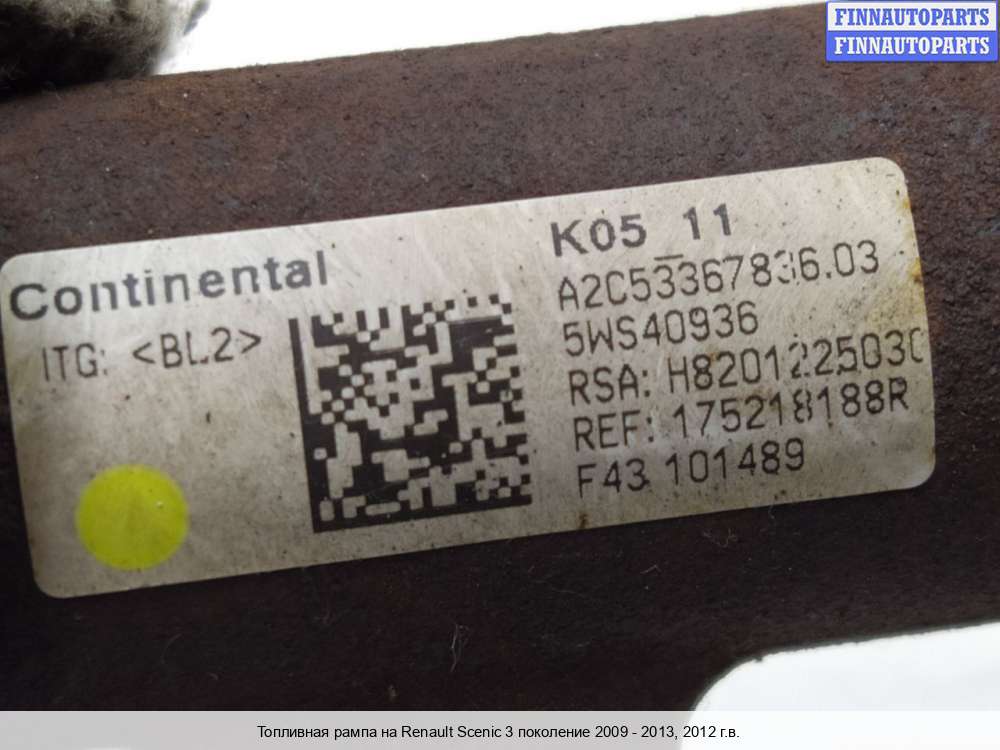 FINNAUTOPARTS
FINNAUTOPARTS
Continental
ITG: <BL2>
K05 11
A2C53367836.03
5WS40936
RSA: H8201225030
REF: 175218188R
F43 101489
Топливная рампа на Renault Scenic 3 поколение 2009 - 2013, 2012 г.в.